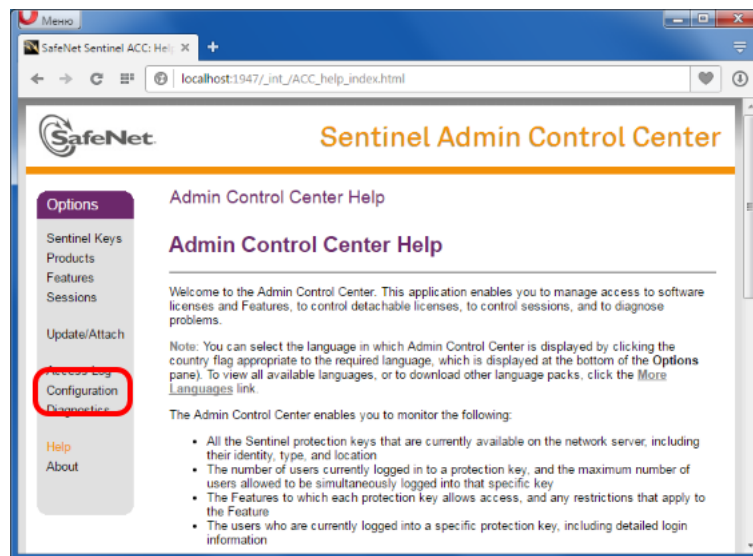 Меню
SafeNet Sentinel ACC: Hel
localhost:1947/_int_/ACC_help_index.html
SafeNet.
Sentinel Admin Control Center
Options
Sentinel Keys
Products
Features
Sessions
Update/Attach
Access Log
Configuration
Diagnostics
Help
About
Admin Control Center Help
Admin Control Center Help
Welcome to the Admin Control Center. This application enables you to manage access to software
licenses and Features, to control detachable licenses, to control sessions, and to diagnose
problems.
Note: You can select the language in which Admin Control Center is displayed by clicking the
country flag appropriate to the required language, which is displayed at the bottom of the Options
pane). To view all available languages, or to download other language packs, click the More
Languages link.
The Admin Control Center enables you to monitor the following:
• All the Sentinel protection keys that are currently available on the network server, including
their identity, type, and location
• The number of users currently logged in to a protection key, and the maximum number of
users allowed to be simultaneously logged into that specific key
• The Features to which each protection key allows access, and any restrictions that apply to
the Feature
• The users who are currently logged into a specific protection key, including detailed login
information